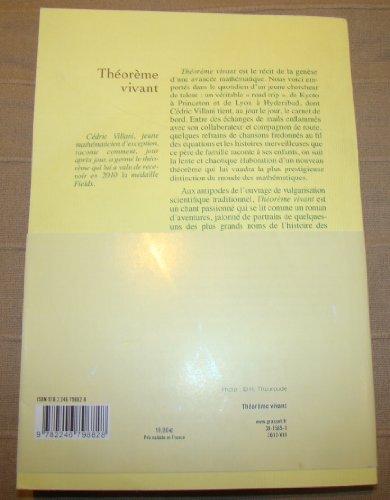 Théorème
vivant
Cédric Villani, jeune
mathématicien d'exception,
raconte comment, jour
après jour, a germé le théo-
rème qui lui a valu de rece-
voir en 2010 la médaille
Fields.
Théorème vivant est le récit de la genèse
d'une avancée mathématique. Nous voici em-
portés dans le quotidien d'un jeune chercheur
de talent : un véritable « road trip », de Kyoto
à Princeton et de Lyon à Hyderabad, dont
Cédric Villani tient, au jour le jour, le carnet de
bord. Entre des échanges de mails enflammés
avec son collaborateur et compagnon de route,
quelques refrains de chansons fredonnés au fil
des équations et les histoires merveilleuses que
ce père de famille raconte à ses enfants, on suit
la lente et chaotique élaboration d'un nouveau
théorème qui lui vaudra la plus prestigieuse
distinction du monde des mathématiques.
Aux antipodes de l'ouvrage de vulgarisation
scientifique traditionnel, Théorème vivant est
un chant passionné qui se lit comme un roman
d'aventures, jalonné de portraits de quelques-
uns des plus grands noms de l'histoire des
Photo : © H. Thouroude
ISBN 978 2 246 79882 8
9 782246 798828
19,00€
Prix valable en France
Théorème vivant
www.grasset.fr
2012-VIII